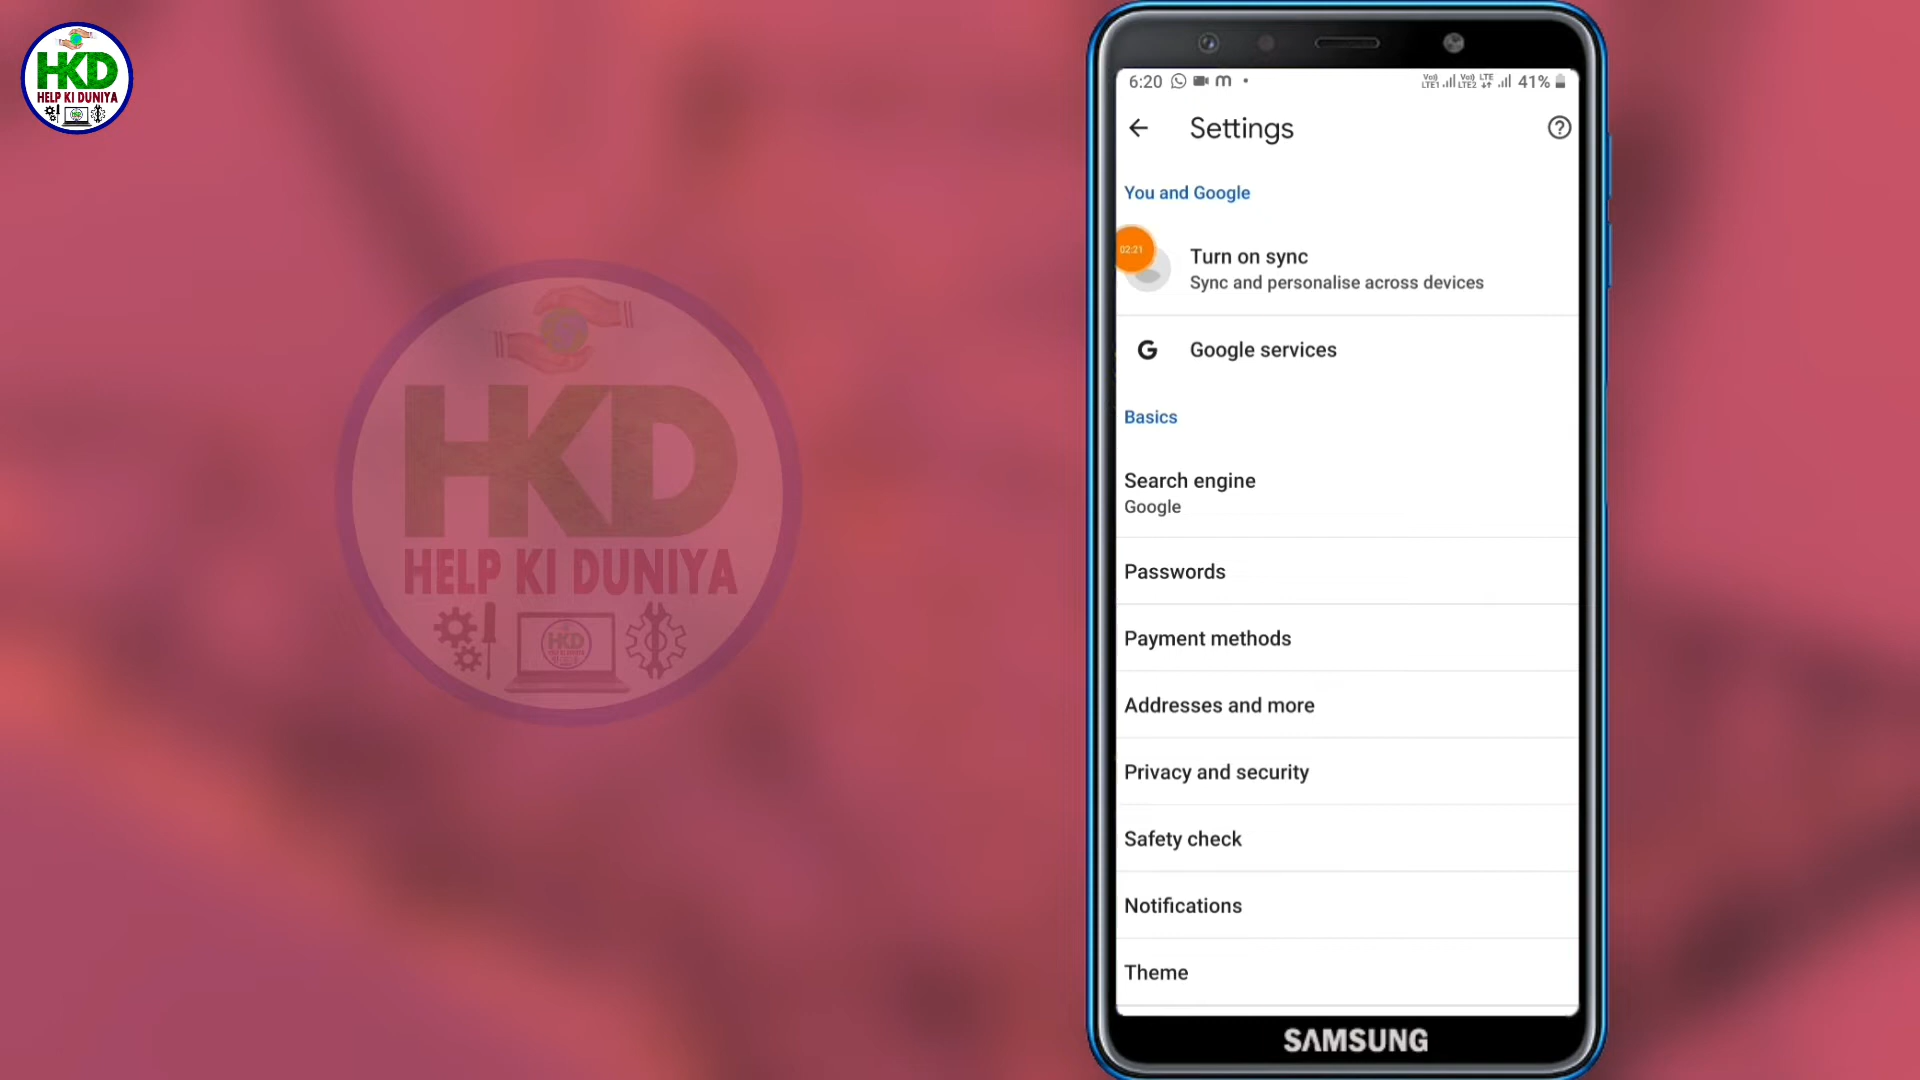 HKD
HELP KI DUNIYA
HKD
HELP KI DUNIYA
HKD
6:20 41%
Settings
You and Google
02:21
Turn on sync
Sync and personalise across devices
G Google services
Basics
Search engine
Google
Passwords
Payment methods
Addresses and more
Privacy and security
Safety check
Notifications
Theme
SAMSUNG